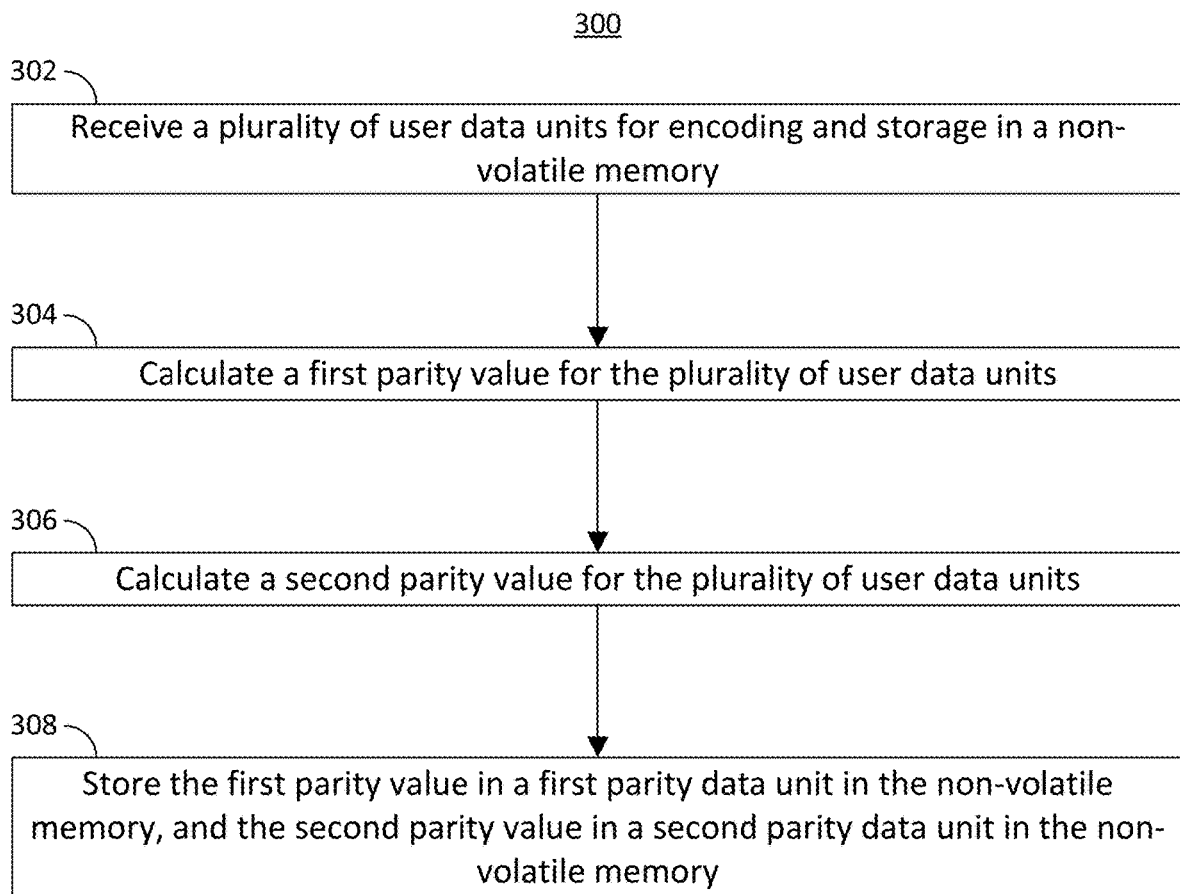 300
302
Receive a plurality of user data units for encoding and storage in a non-
volatile memory
304
Calculate a first parity value for the plurality of user data units
306
Calculate a second parity value for the plurality of user data units
308
Store the first parity value in a first parity data unit in the non-volatile
memory, and the second parity value in a second parity data unit in the non-
volatile memory